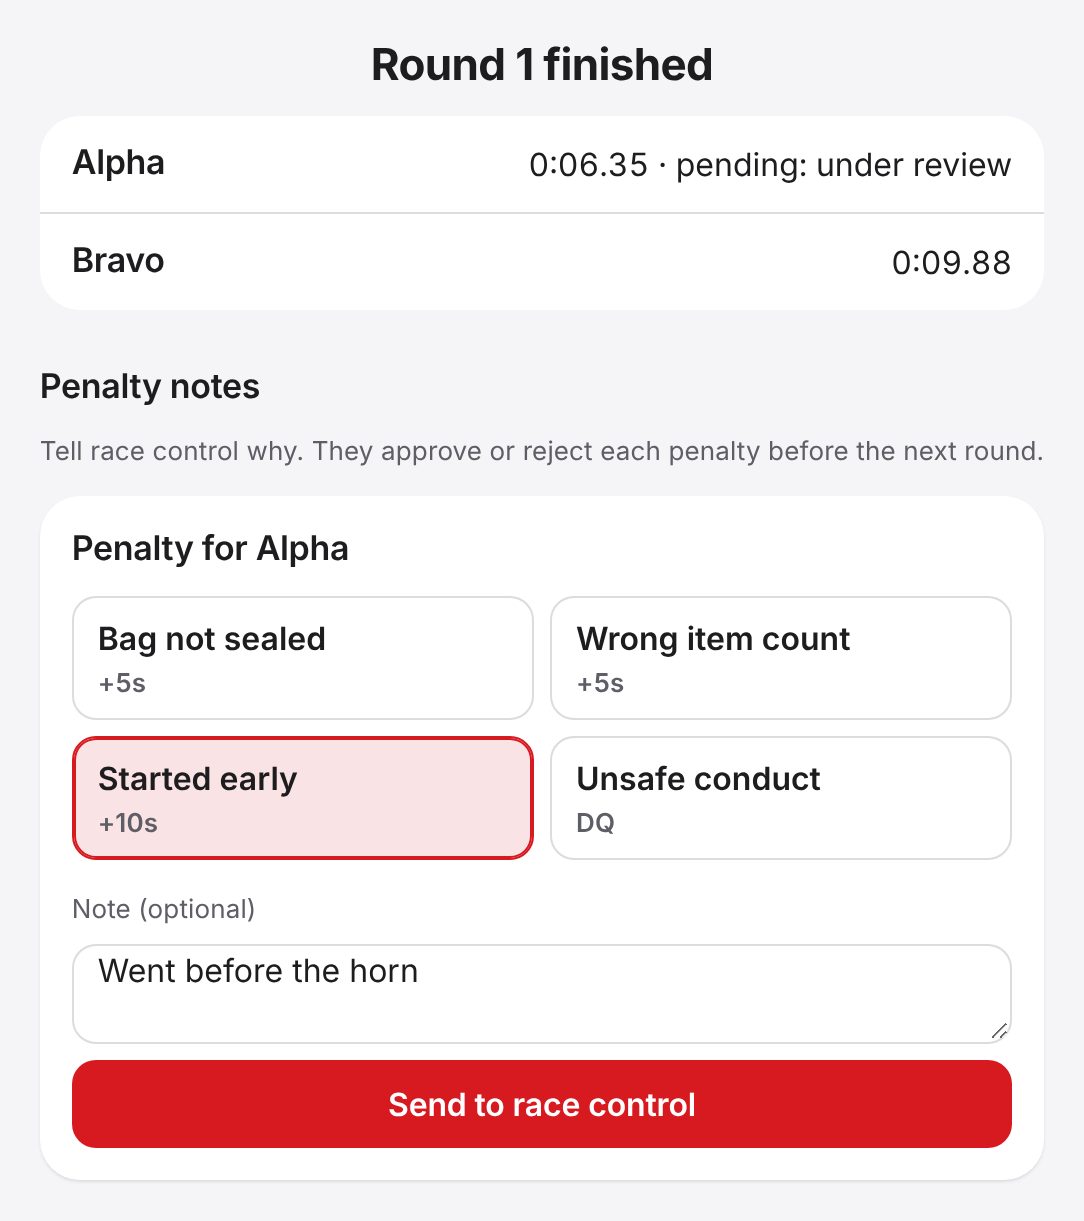 Round 1 finished
Alpha 0:06.35 · pending: under review
Bravo 0:09.88
Penalty notes
Tell race control why. They approve or reject each penalty before the next round.
Penalty for Alpha
Bag not sealed
+5s
Wrong item count
+5s
Started early
+10s
Unsafe conduct
DQ
Note (optional)
Went before the horn
Send to race control